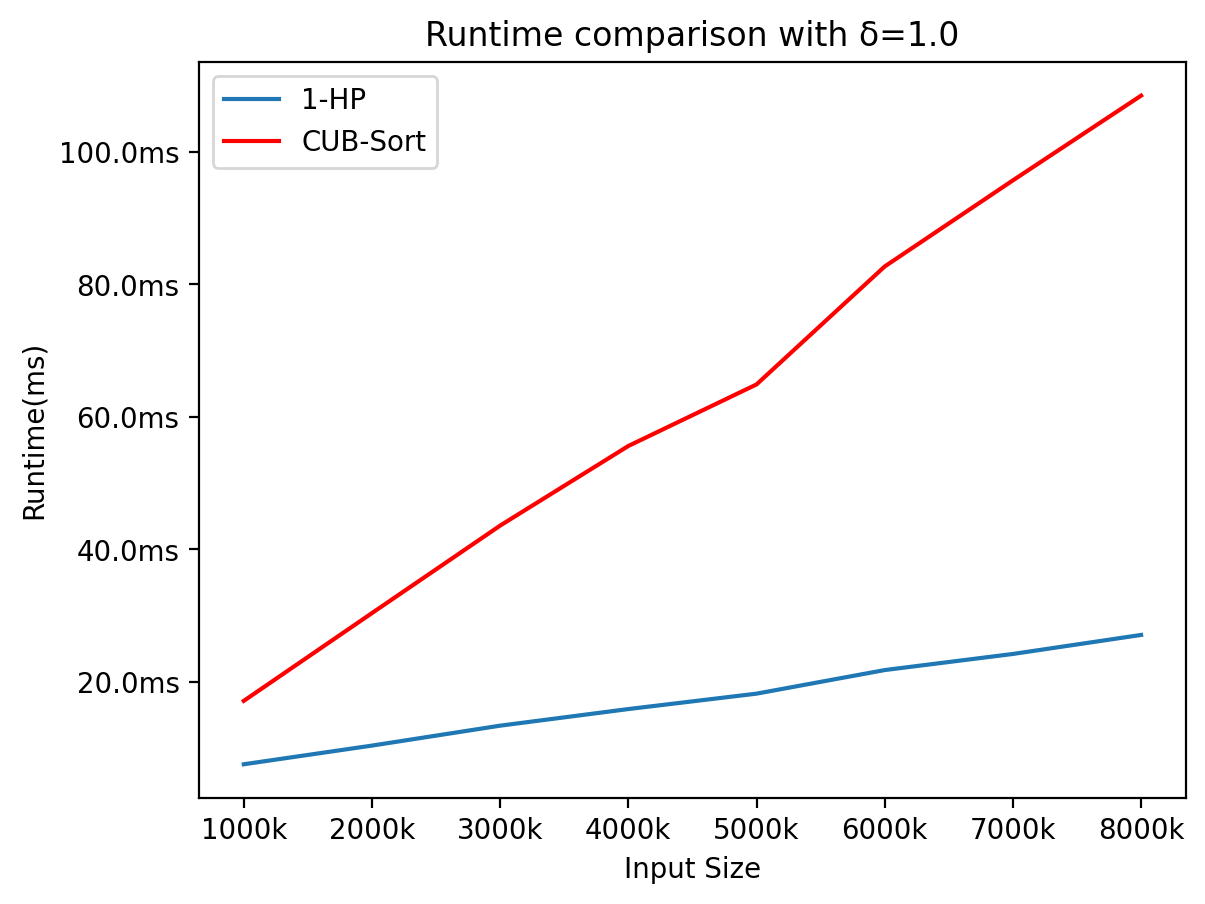 Runtime comparison with δ=1.0
1-HP
CUB-Sort
100.0ms
80.0ms
60.0ms
40.0ms
20.0ms
Runtime(ms)
1000k 2000k 3000k 4000k 5000k 6000k 7000k 8000k
Input Size